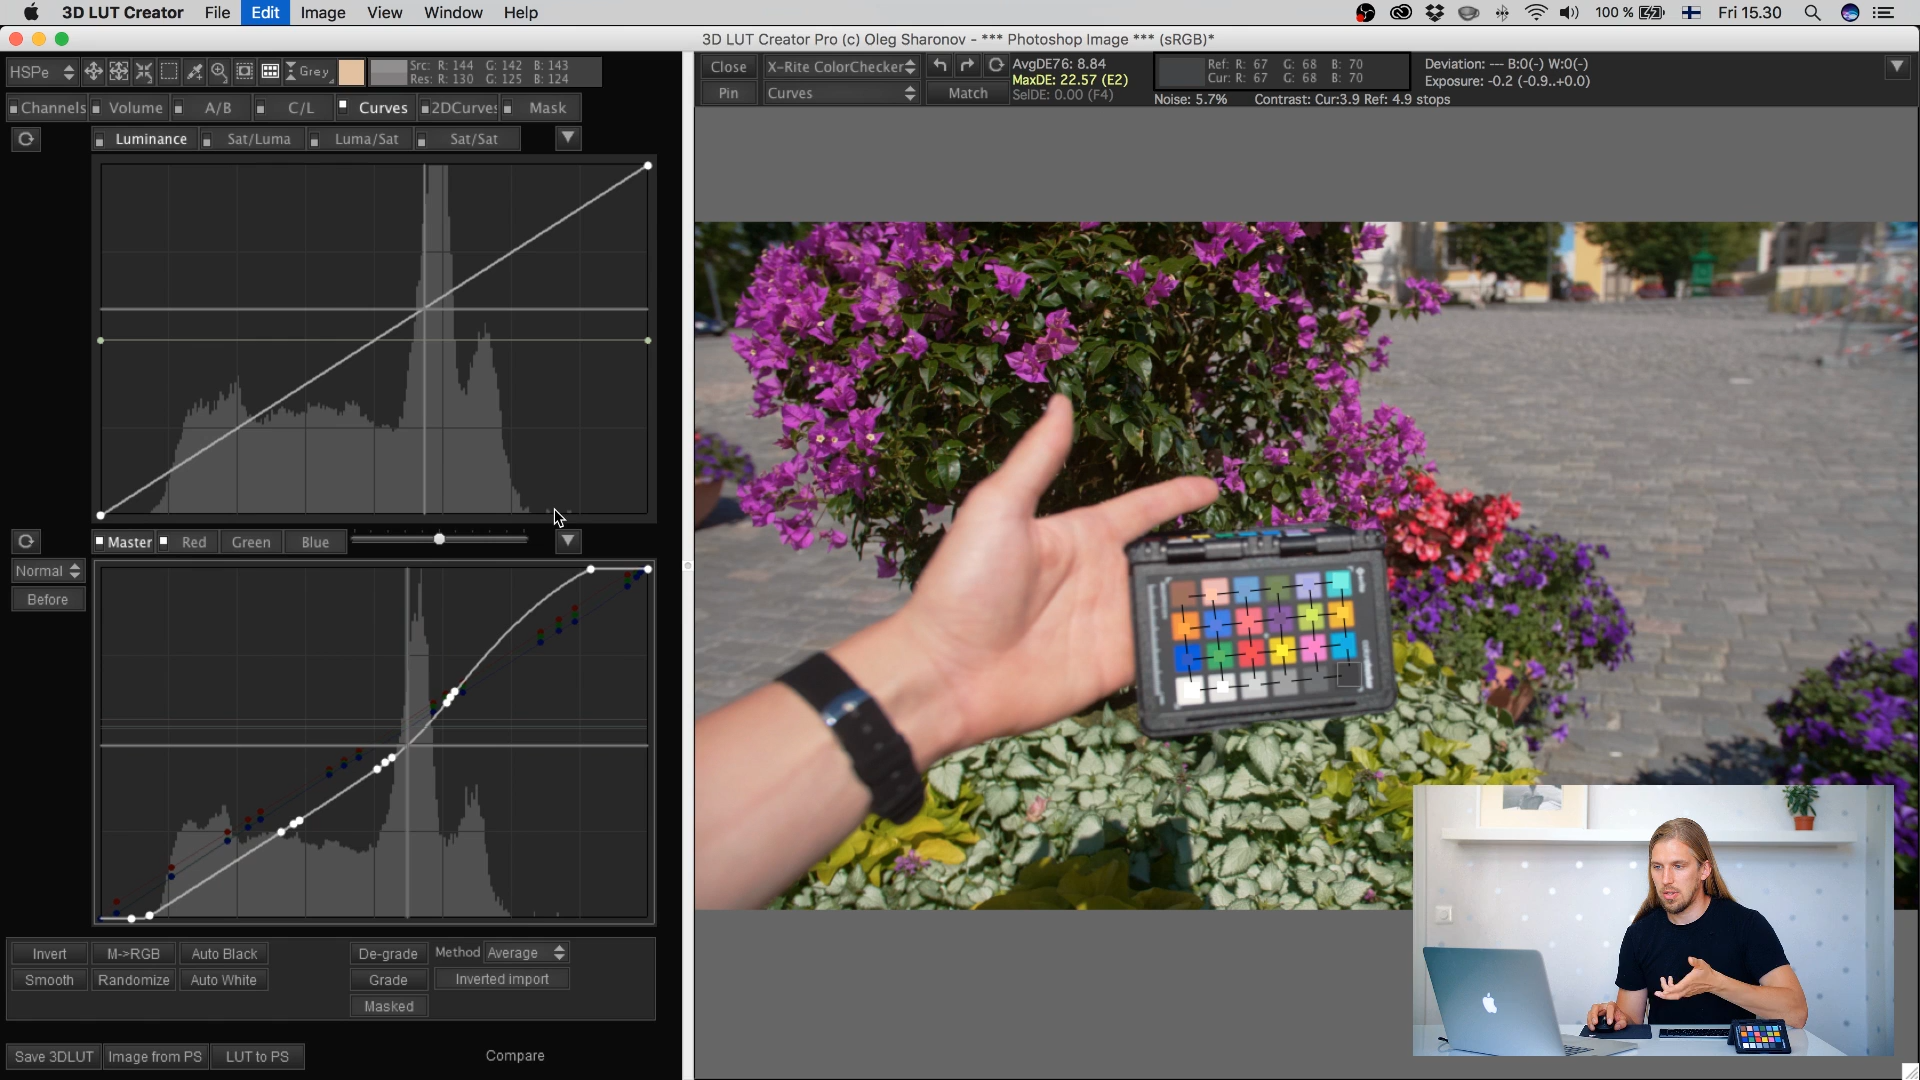 3D LUT Creator File Edit Image View Window Help 100 % Fri 15.30
3D LUT Creator Pro (c) Oleg Sharonov - *** Photoshop Image *** (sRGB)*
HSPe Grey Src: R: 144 G: 142 B: 143
Res: R: 130 G: 125 B: 124
Channels Volume A/B C/L Curves 2DCurves Mask
Luminance Sat/Luma Luma/Sat Sat/Sat
Close X-Rite ColorChecker AvgDE76: 8.84 Ref: R: 67 G: 68 B: 70 Deviation: --- B:0(-) W:0(-)
MaxDE: 22.57 (E2) Cur: R: 67 G: 68 B: 70 Exposure: -0.2 (-0.9..+0.0)
Pin Curves Match SelDE: 0.00 (F4) Noise: 5.7% Contrast: Cur:3.9 Ref: 4.9 stops
Master Red Green Blue
Normal
Before
Invert M->RGB Auto Black De-grade Method Average
Smooth Randomize Auto White Grade Inverted import
Masked
Save 3DLUT Image from PS LUT to PS Compare